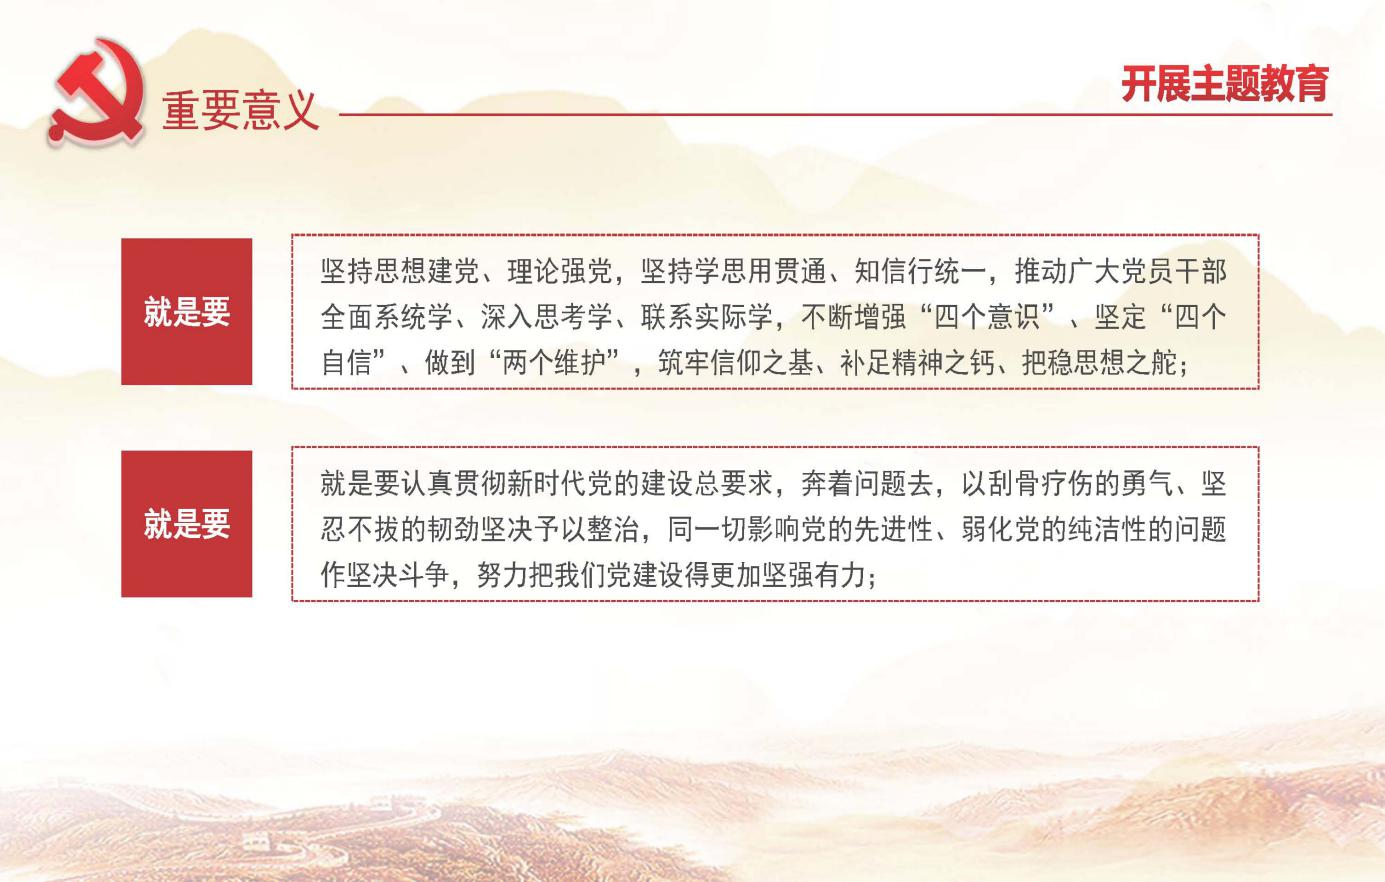 重要意义
开展主题教育
就是要
坚持思想建党、理论强党，坚持学思用贯通、知信行统一，推动广大党员干部
全面系统学、深入思考学、联系实际学，不断增强“四个意识”、坚定“四个
自信”、做到“两个维护”，筑牢信仰之基、补足精神之钙、把稳思想之舵；
就是要
就是要认真贯彻新时代党的建设总要求，奔着问题去，以刮骨疗伤的勇气、坚
忍不拔的韧劲坚决予以整治，同一切影响党的先进性、弱化党的纯洁性的问题
作坚决斗争，努力把我们党建设得更加坚强有力；